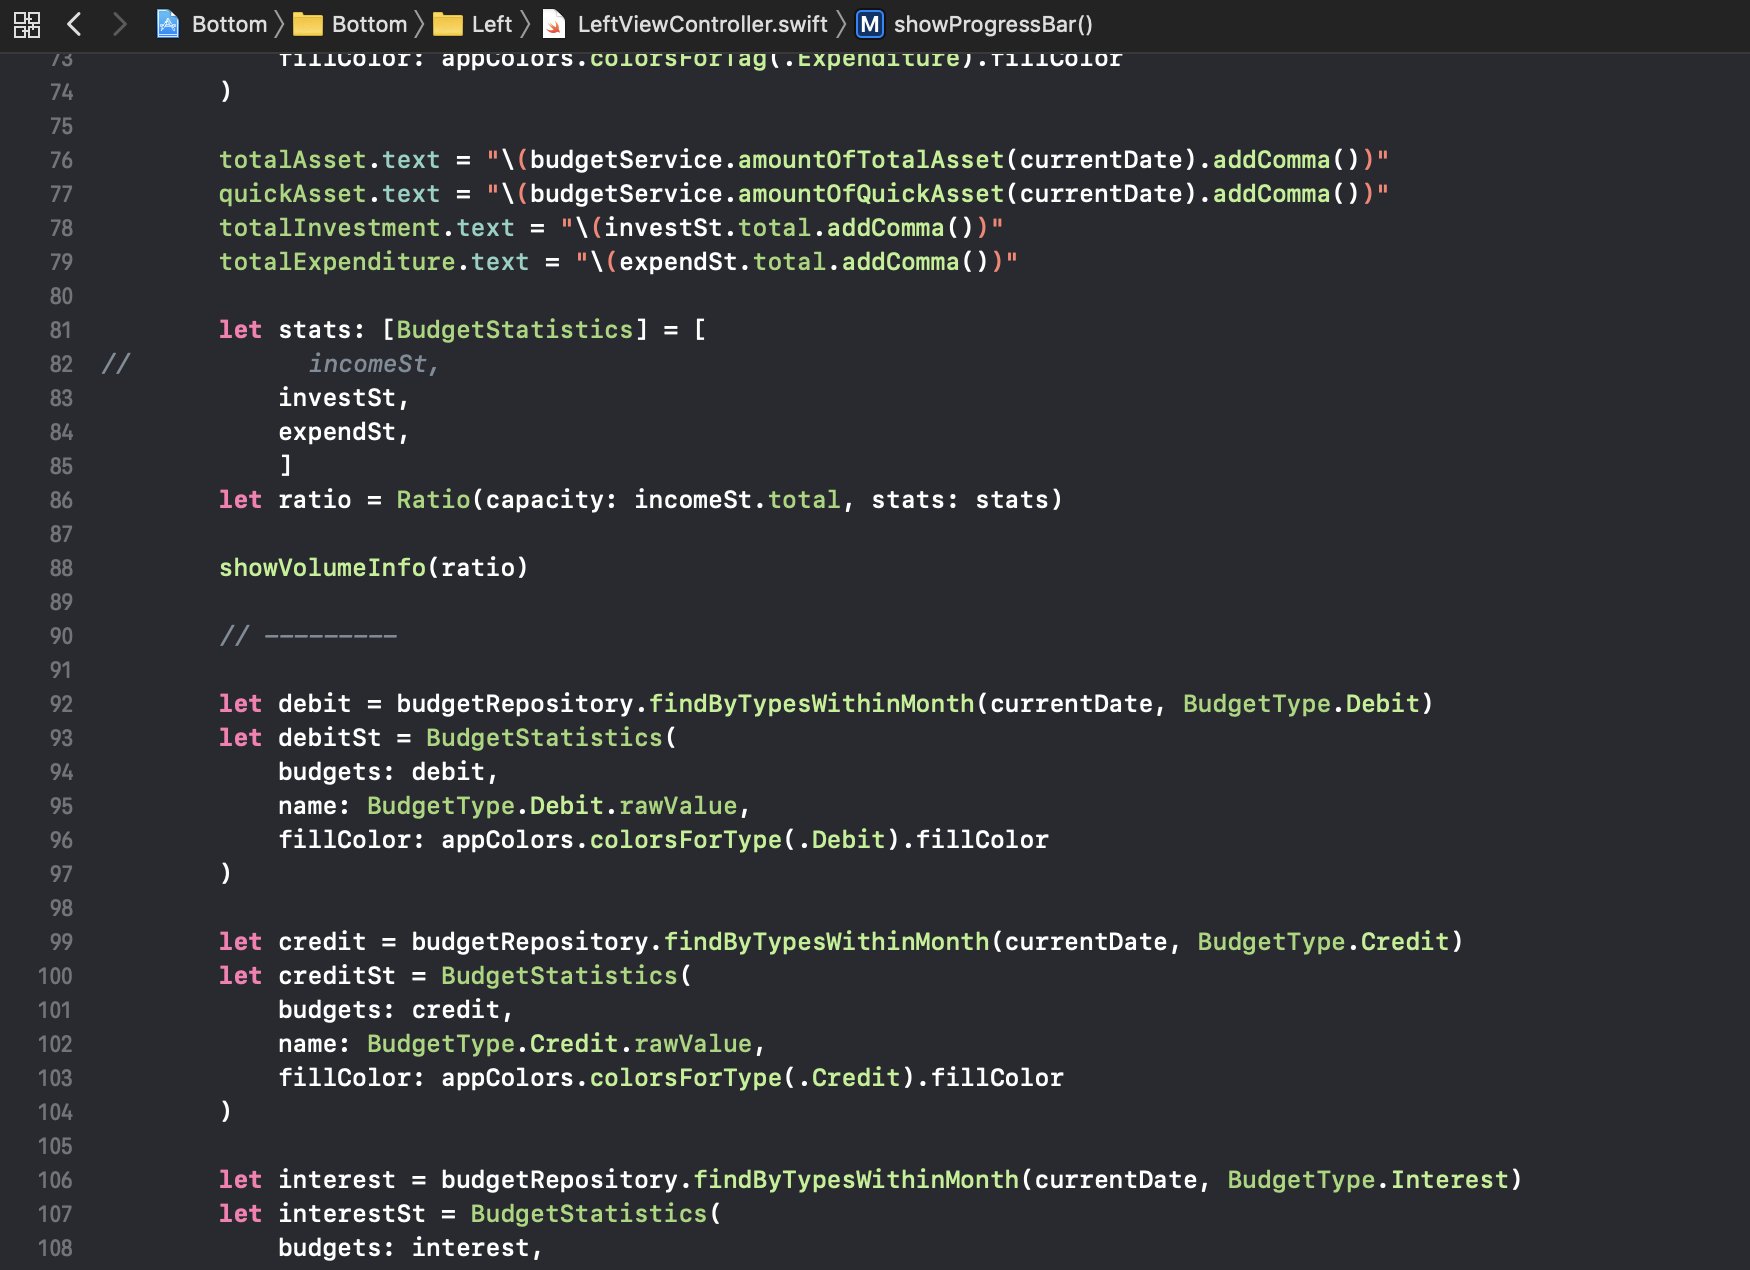 Bottom Bottom Left LeftViewController.swift M showProgressBar()
73 fillColor: appColors.colorsForTag(.Expenditure).fillColor
74 )
75
76 totalAsset.text = "\(budgetService.amountOfTotalAsset(currentDate).addComma())"
77 quickAsset.text = "\(budgetService.amountOfQuickAsset(currentDate).addComma())"
78 totalInvestment.text = "\(investSt.total.addComma())"
79 totalExpenditure.text = "\(expendSt.total.addComma())"
80
81 let stats: [BudgetStatistics] = [
82 // incomeSt,
83 investSt,
84 expendSt,
85 ]
86 let ratio = Ratio(capacity: incomeSt.total, stats: stats)
87
88 showVolumeInfo(ratio)
89
90 // ---------
91
92 let debit = budgetRepository.findByTypesWithinMonth(currentDate, BudgetType.Debit)
93 let debitSt = BudgetStatistics(
94 budgets: debit,
95 name: BudgetType.Debit.rawValue,
96 fillColor: appColors.colorsForType(.Debit).fillColor
97 )
98
99 let credit = budgetRepository.findByTypesWithinMonth(currentDate, BudgetType.Credit)
100 let creditSt = BudgetStatistics(
101 budgets: credit,
102 name: BudgetType.Credit.rawValue,
103 fillColor: appColors.colorsForType(.Credit).fillColor
104 )
105
106 let interest = budgetRepository.findByTypesWithinMonth(currentDate, BudgetType.Interest)
107 let interestSt = BudgetStatistics(
108 budgets: interest,